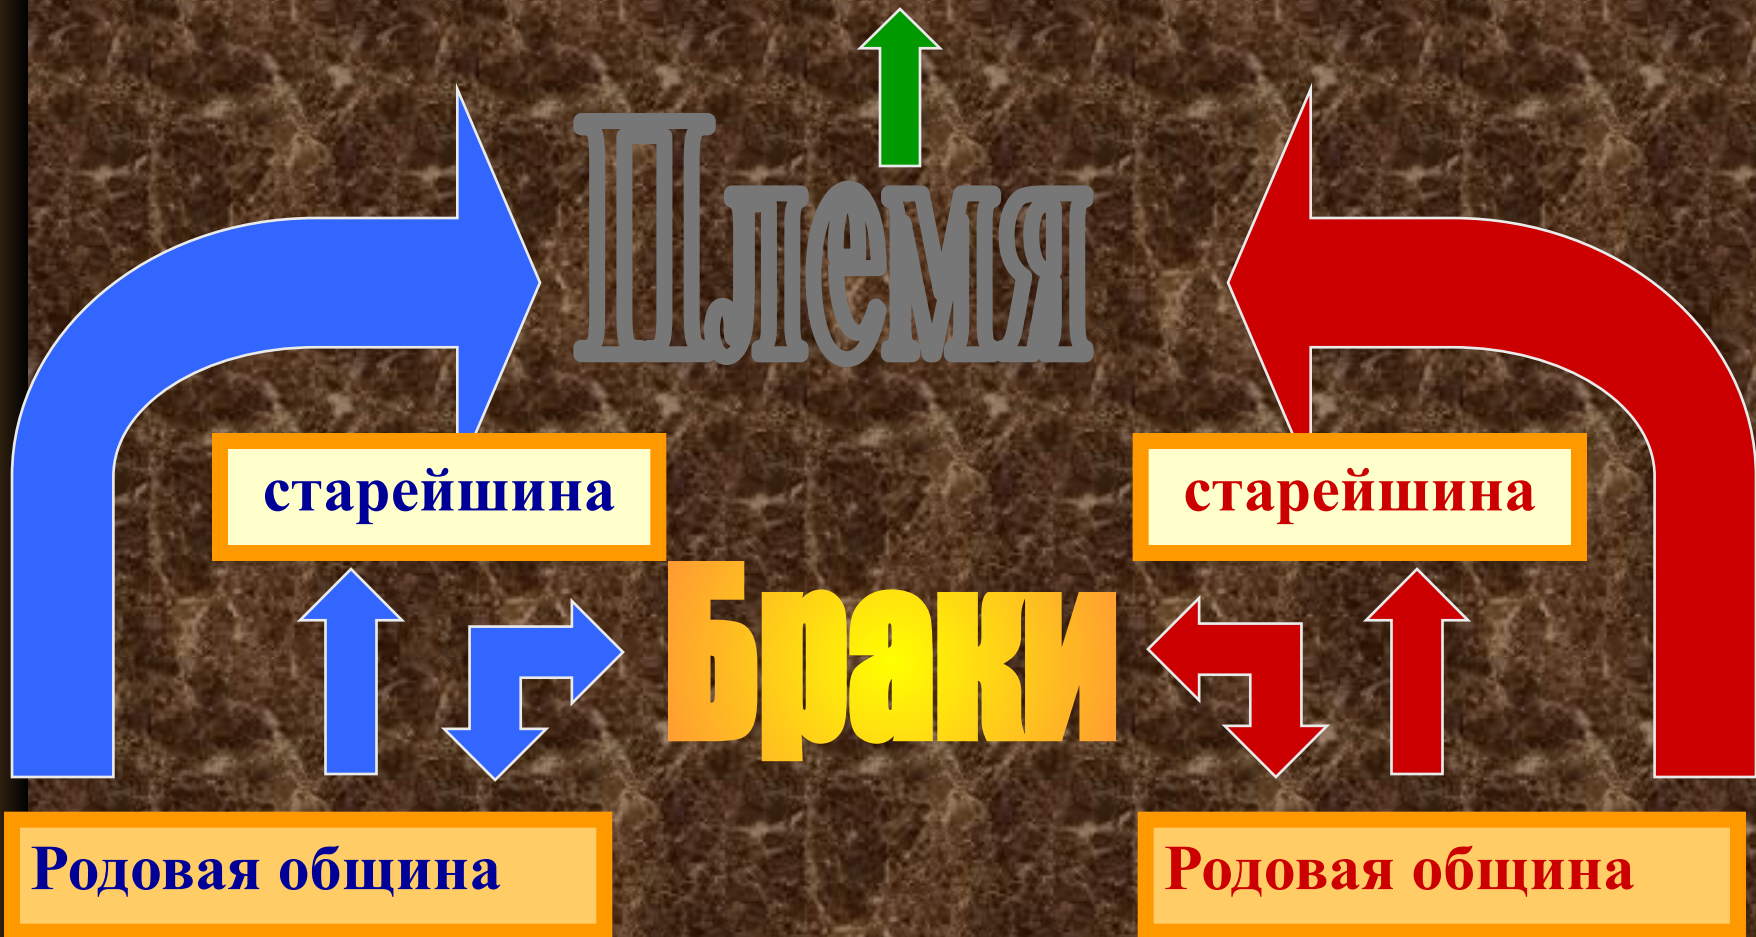 Племя
старейшина
старейшина
Браки
Родовая община
Родовая община